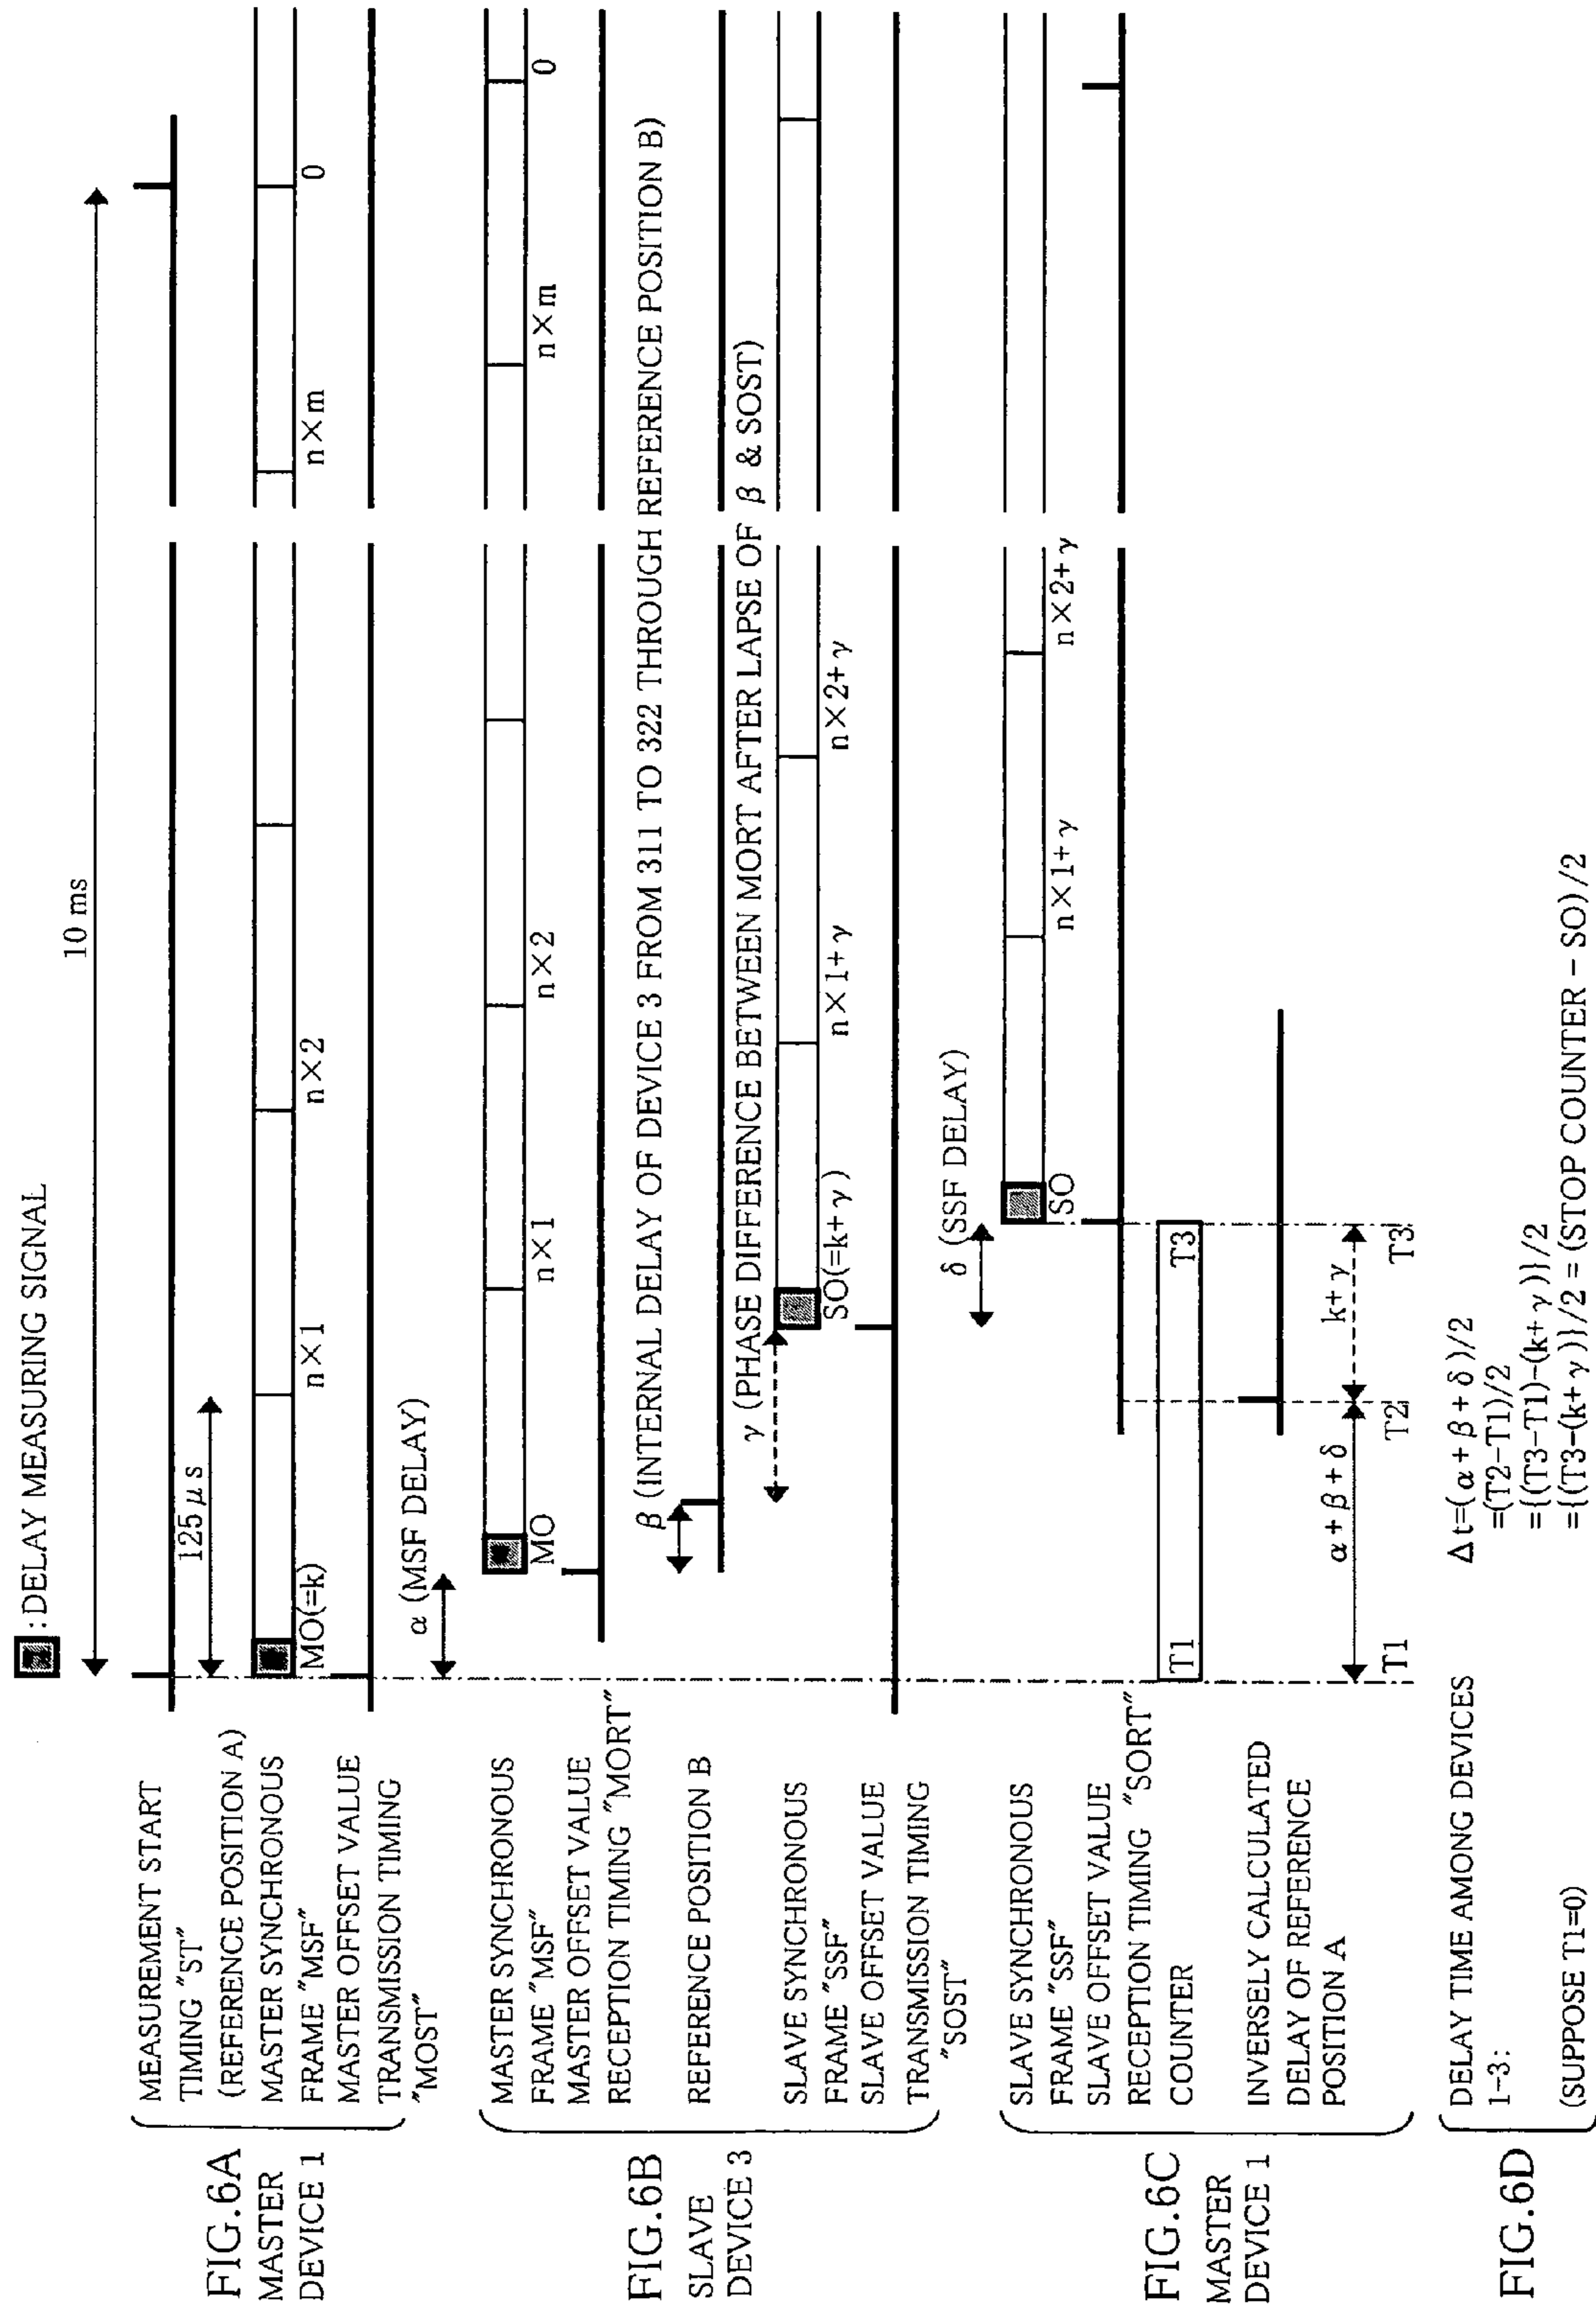 ▣ : DELAY MEASURING SIGNAL
FIG.6A
MASTER
DEVICE 1
MEASUREMENT START
TIMING "ST"
(REFERENCE POSITION A)
MASTER SYNCHRONOUS
FRAME "MSF"
MASTER OFFSET VALUE
TRANSMISSION TIMING
"MOST"
10 ms
125 μs
MO(=k)
n×1
n×2
n×m
0
FIG.6B
SLAVE
DEVICE 3
MASTER SYNCHRONOUS
FRAME "MSF"
MASTER OFFSET VALUE
RECEPTION TIMING "MORT"
REFERENCE POSITION B
SLAVE SYNCHRONOUS
FRAME "SSF"
SLAVE OFFSET VALUE
TRANSMISSION TIMING
"SOST"
α (MSF DELAY)
MO
n×1
n×2
n×m
0
β (INTERNAL DELAY OF DEVICE 3 FROM 311 TO 322 THROUGH REFERENCE POSITION B)
γ (PHASE DIFFERENCE BETWEEN MORT AFTER LAPSE OF β & SOST)
SO(=k+γ)
n×1+γ
n×2+γ
FIG.6C
MASTER
DEVICE 1
SLAVE SYNCHRONOUS
FRAME "SSF"
SLAVE OFFSET VALUE
RECEPTION TIMING "SORT"
COUNTER
INVERSELY CALCULATED
DELAY OF REFERENCE
POSITION A
δ (SSF DELAY)
SO
n×1+γ
n×2+γ
T1
T3
α+β+δ
k+γ
T1
T2
T3
FIG.6D
DELAY TIME AMONG DEVICES
1-3:
(SUPPOSE T1=0)
Δt=(α+β+δ)/2
=(T2-T1)/2
={(T3-T1)-(k+γ)}/2
={(T3-(k+γ)}/2 = (STOP COUNTER - SO)/2